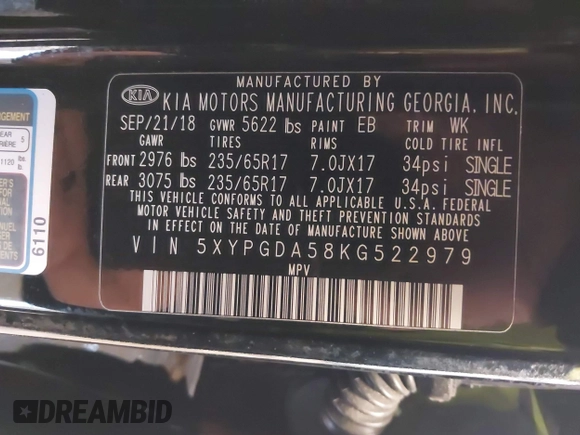 MANUFACTURED BY
KIA KIA MOTORS MANUFACTURING GEORGIA, INC.
SEP/21/18 GVWR 5622 lbs PAINT EB TRIM WK
GAWR TIRES RIMS COLD TIRE INFL
FRONT 2976 lbs 235/65R17 7.0JX17 34psi SINGLE
REAR 3075 lbs 235/65R17 7.0JX17 34psi SINGLE
THIS VEHICLE CONFORMS TO ALL APPLICABLE U.S.A. FEDERAL
MOTOR VEHICLE SAFETY AND THEFT PREVENTION STANDARDS
IN EFFECT ON THE DATE OF MANUFACTURE SHOWN ABOVE.
VIN 5XYPGDA58KG522979
MPV
6110
DREAMBID